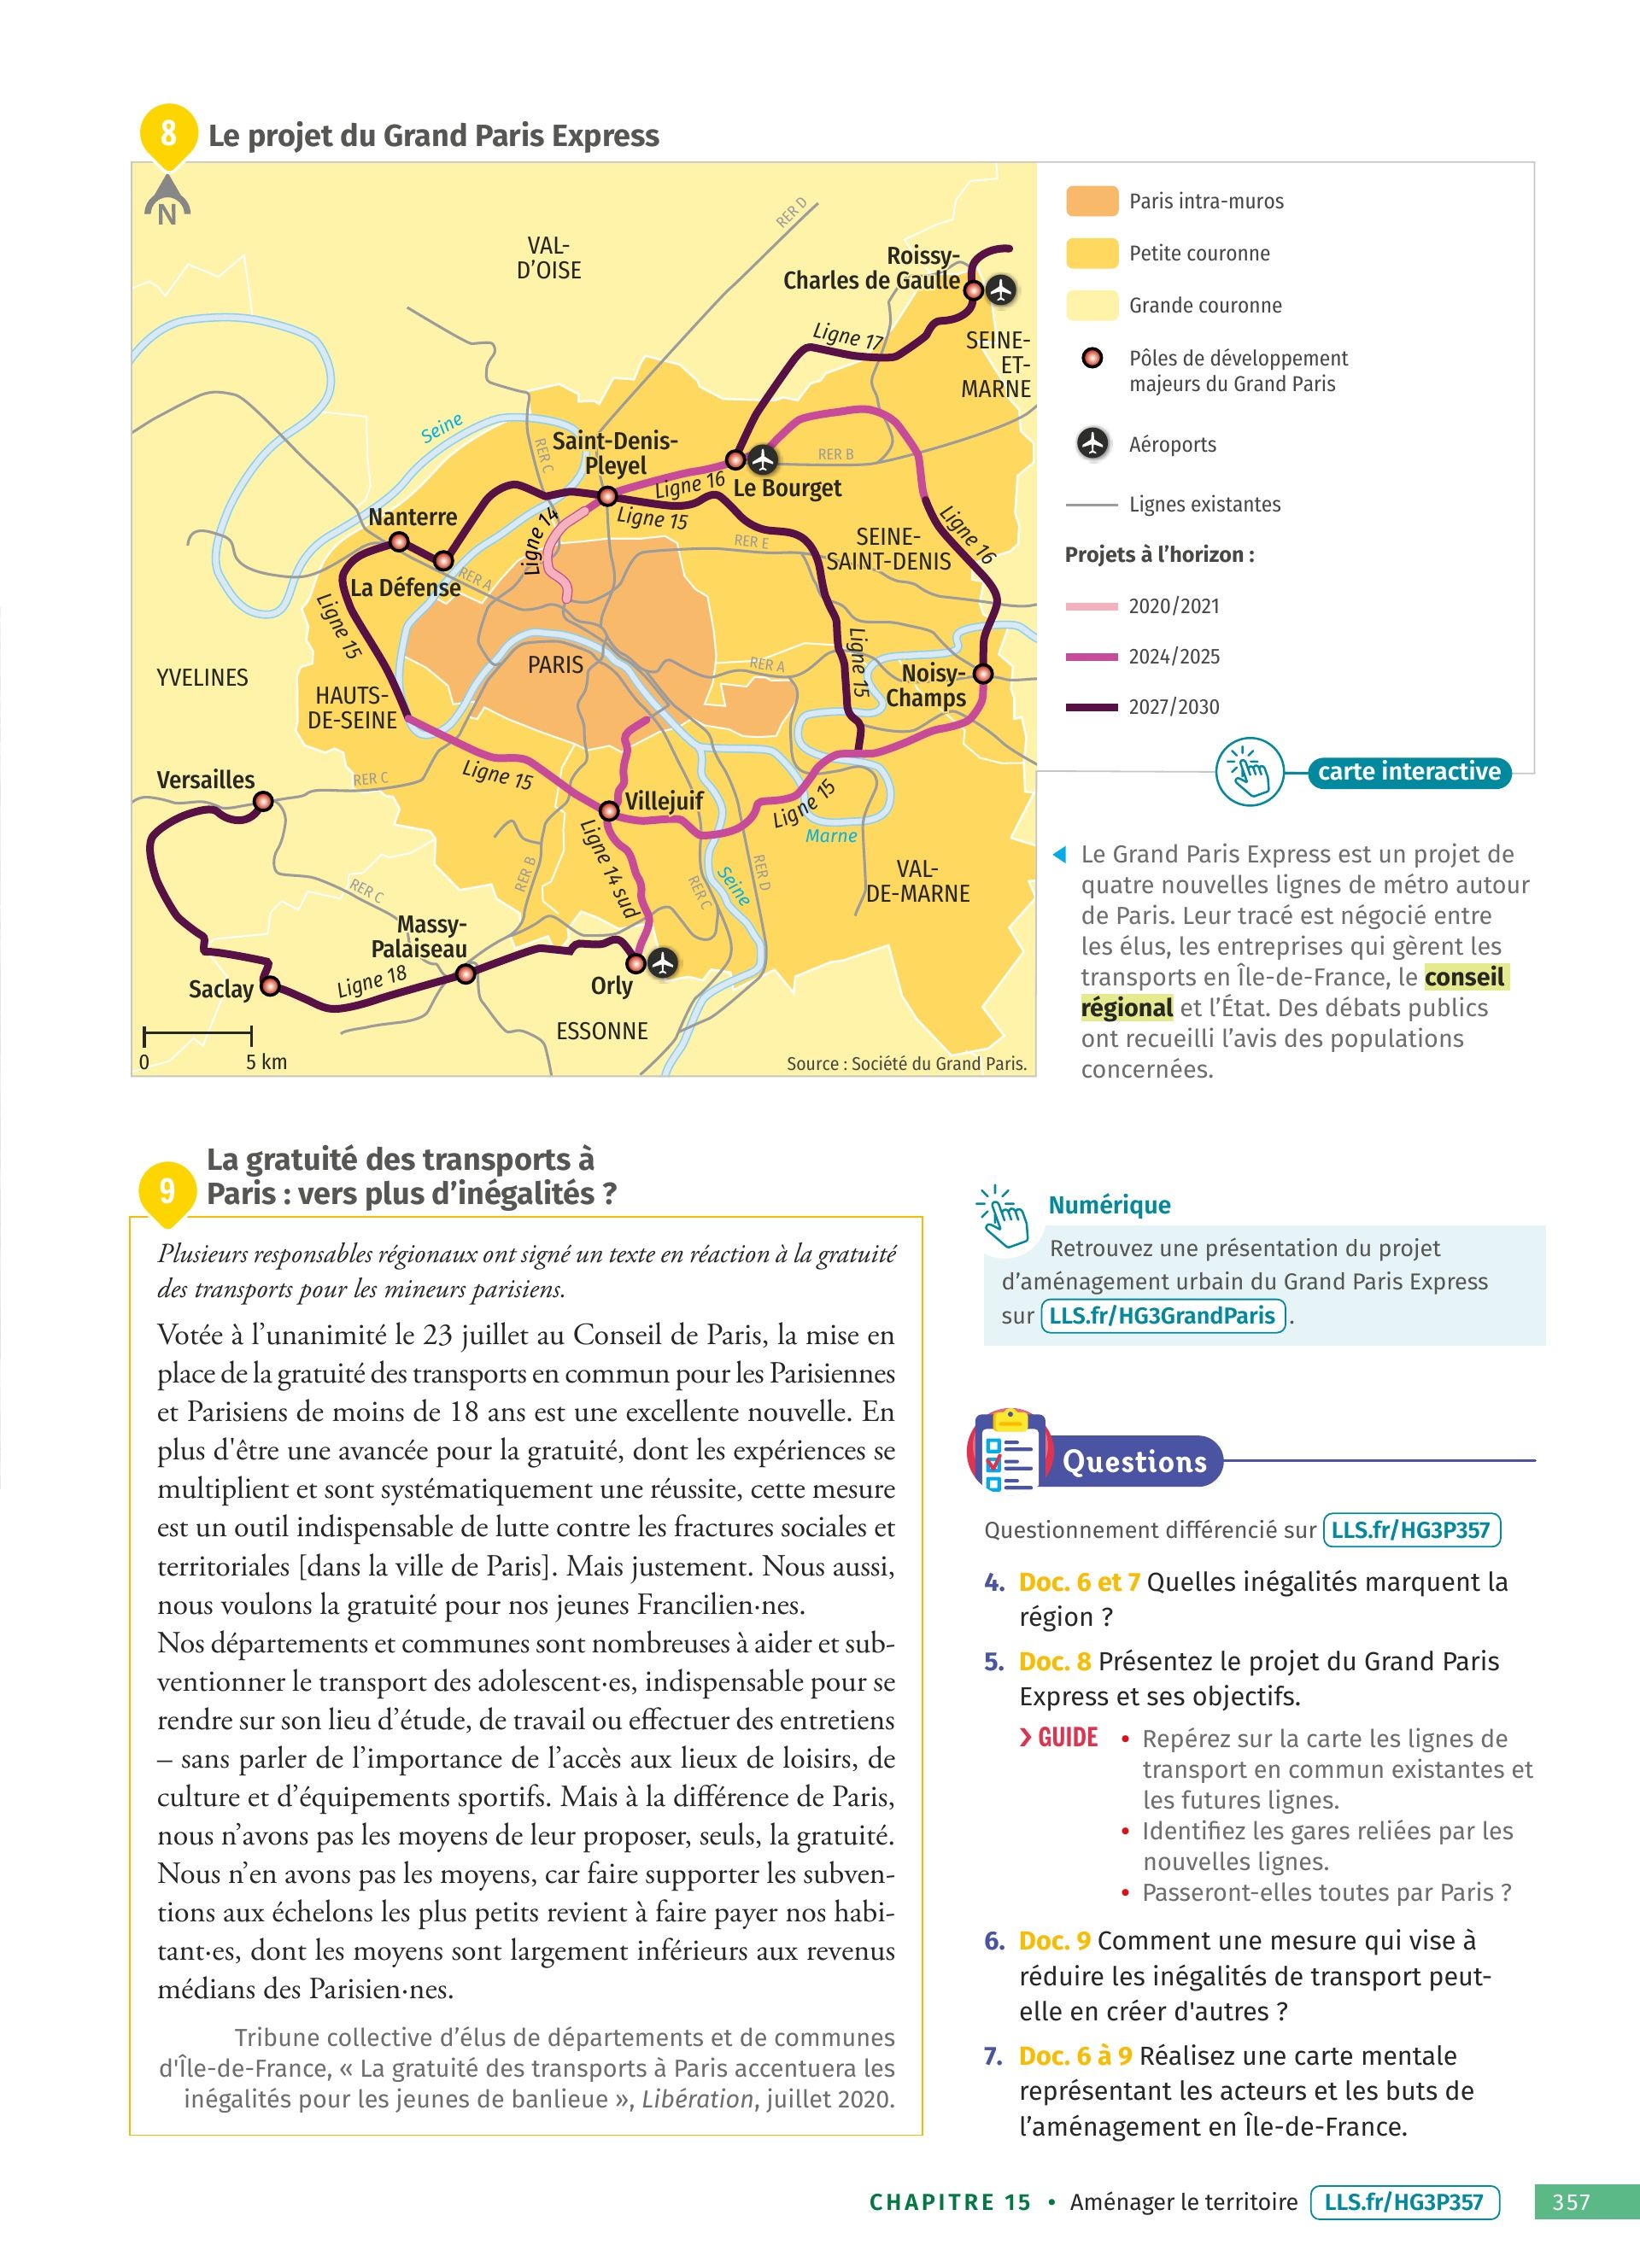 8
Le projet du Grand Paris Express
N
VAL-
D'OISE
RER D
Roissy-
Charles de Gaulle
Ligne 17
SEINE-
ET-
MARNE
Seine
RER C
Saint-Denis-
Pleyel
Ligne 16
Le Bourget
RER B
Ligne 15
Ligne 14
Nanterre
La Défense
RER A
RER E
SEINE-
SAINT-DENIS
Ligne 16
Ligne 15
Ligne 15
PARIS
RER A
Noisy-
Champs
YVELINES
HAUTS-
DE-SEINE
Versailles
RER C
Ligne 15
Villejuif
Ligne 15
Marne
Ligne 14 sud
RER B
RER C
Seine
RER D
VAL-
DE-MARNE
RER C
Massy-
Palaiseau
Saclay
Ligne 18
Orly
ESSONNE
0
5 km
Source : Société du Grand Paris.
Paris intra-muros
Petite couronne
Grande couronne
Pôles de développement
majeurs du Grand Paris
Aéroports
Lignes existantes
Projets à l'horizon :
2020/2021
2024/2025
2027/2030
carte interactive
Le Grand Paris Express est un projet de
quatre nouvelles lignes de métro autour
de Paris. Leur tracé est négocié entre
les élus, les entreprises qui gèrent les
transports en Île-de-France, le conseil
régional et l'État. Des débats publics
ont recueilli l'avis des populations
concernées.
9
La gratuité des transports à
Paris : vers plus d'inégalités ?
Plusieurs responsables régionaux ont signé un texte en réaction à la gratuité
des transports pour les mineurs parisiens.
Votée à l'unanimité le 23 juillet au Conseil de Paris, la mise en
place de la gratuité des transports en commun pour les Parisiennes
et Parisiens de moins de 18 ans est une excellente nouvelle. En
plus d'être une avancée pour la gratuité, dont les expériences se
multiplient et sont systématiquement une réussite, cette mesure
est un outil indispensable de lutte contre les fractures sociales et
territoriales [dans la ville de Paris]. Mais justement. Nous aussi,
nous voulons la gratuité pour nos jeunes Francilien·nes.
Nos départements et communes sont nombreuses à aider et sub-
ventionner le transport des adolescent·es, indispensable pour se
rendre sur son lieu d'étude, de travail ou effectuer des entretiens
– sans parler de l'importance de l'accès aux lieux de loisirs, de
culture et d'équipements sportifs. Mais à la différence de Paris,
nous n'avons pas les moyens de leur proposer, seuls, la gratuité.
Nous n'en avons pas les moyens, car faire supporter les subven-
tions aux échelons les plus petits revient à faire payer nos habi-
tant·es, dont les moyens sont largement inférieurs aux revenus
médians des Parisien·nes.
Tribune collective d'élus de départements et de communes
d'Île-de-France, « La gratuité des transports à Paris accentuera les
inégalités pour les jeunes de banlieue », Libération, juillet 2020.
Numérique
Retrouvez une présentation du projet
d'aménagement urbain du Grand Paris Express
sur LLS.fr/HG3GrandParis .
Questions
Questionnement différencié sur LLS.fr/HG3P357
4. Doc. 6 et 7 Quelles inégalités marquent la
région ?
5. Doc. 8 Présentez le projet du Grand Paris
Express et ses objectifs.
› GUIDE • Repérez sur la carte les lignes de
transport en commun existantes et
les futures lignes.
• Identifiez les gares reliées par les
nouvelles lignes.
• Passeront-elles toutes par Paris ?
6. Doc. 9 Comment une mesure qui vise à
réduire les inégalités de transport peut-
elle en créer d'autres ?
7. Doc. 6 à 9 Réalisez une carte mentale
représentant les acteurs et les buts de
l'aménagement en Île-de-France.
CHAPITRE 15 • Aménager le territoire LLS.fr/HG3P357 357